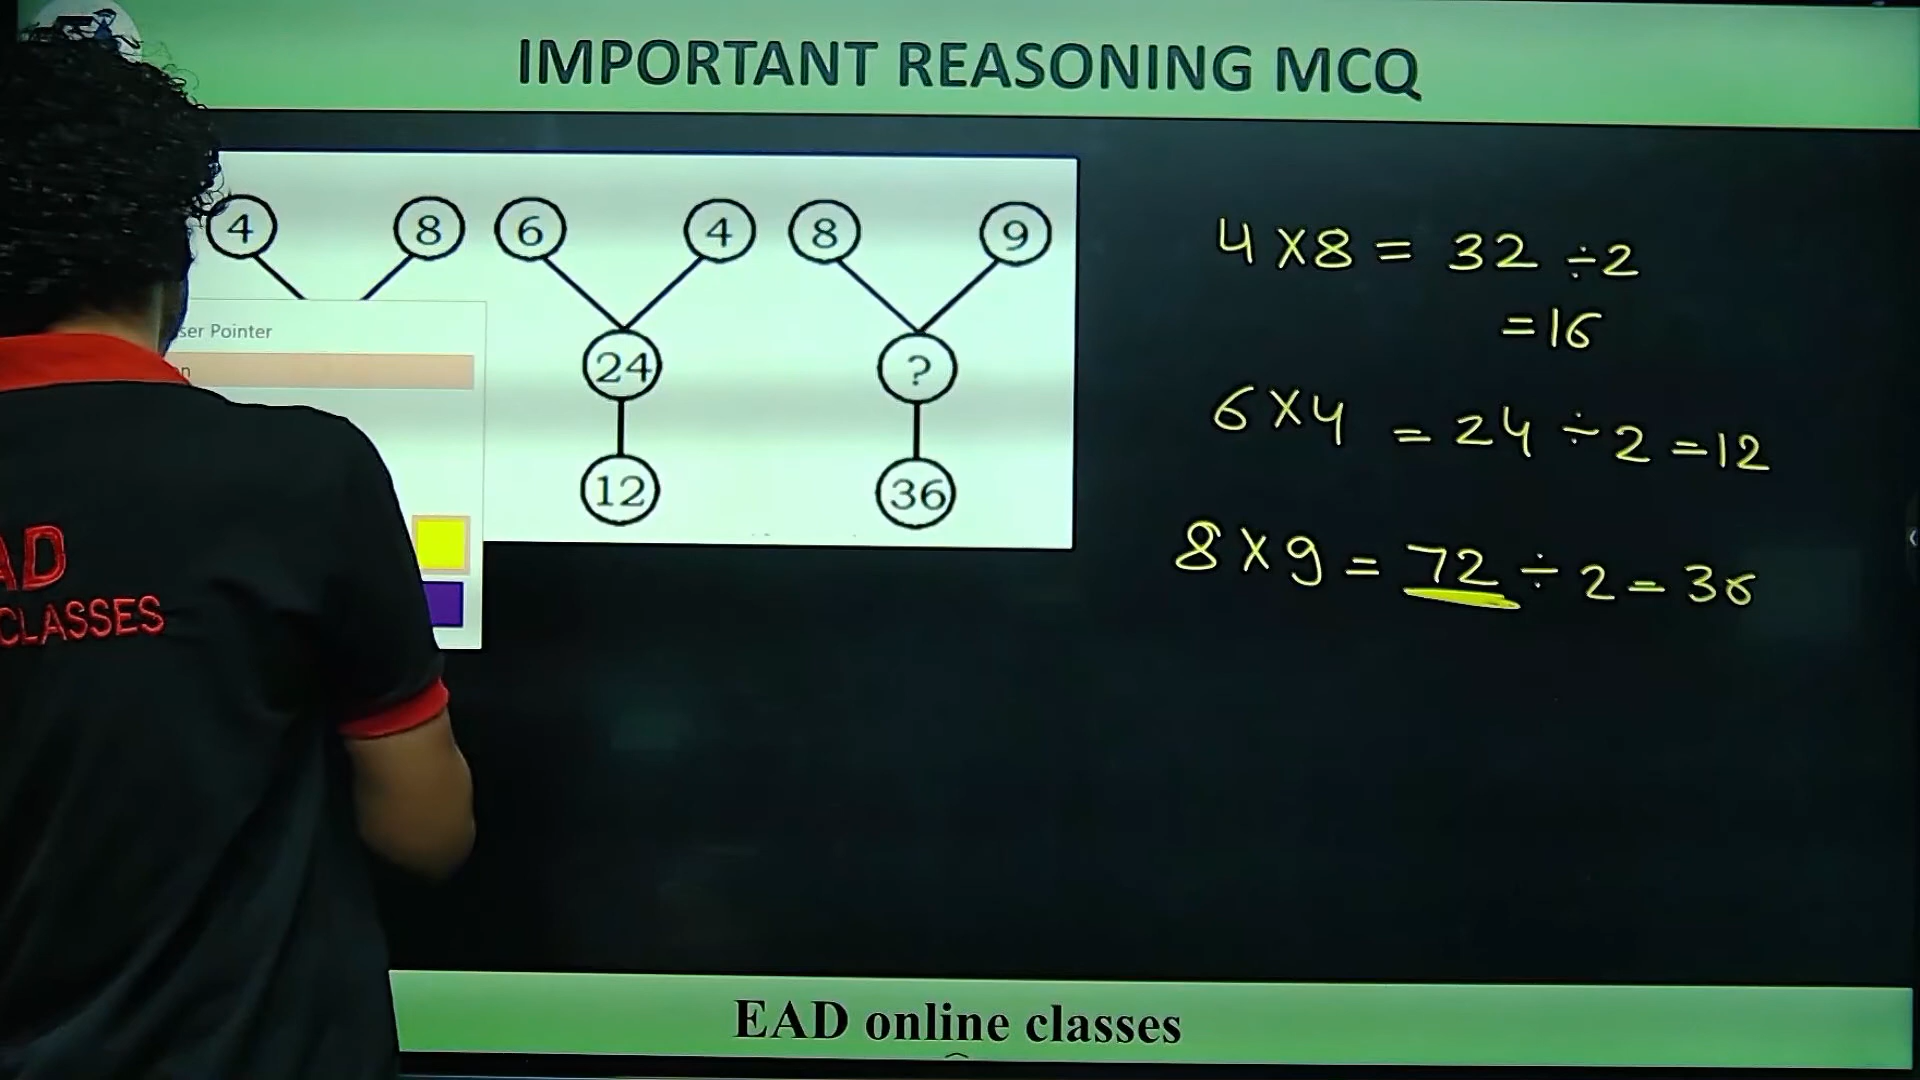 IMPORTANT REASONING MCQ
4 8 6 4 8 9
24 ?
12 36
4 × 8 = 32 ÷ 2
= 16
6 × 4 = 24 ÷ 2 = 12
8 × 9 = 72 ÷ 2 = 36
ser Pointer
AD
CLASSES
EAD online classes